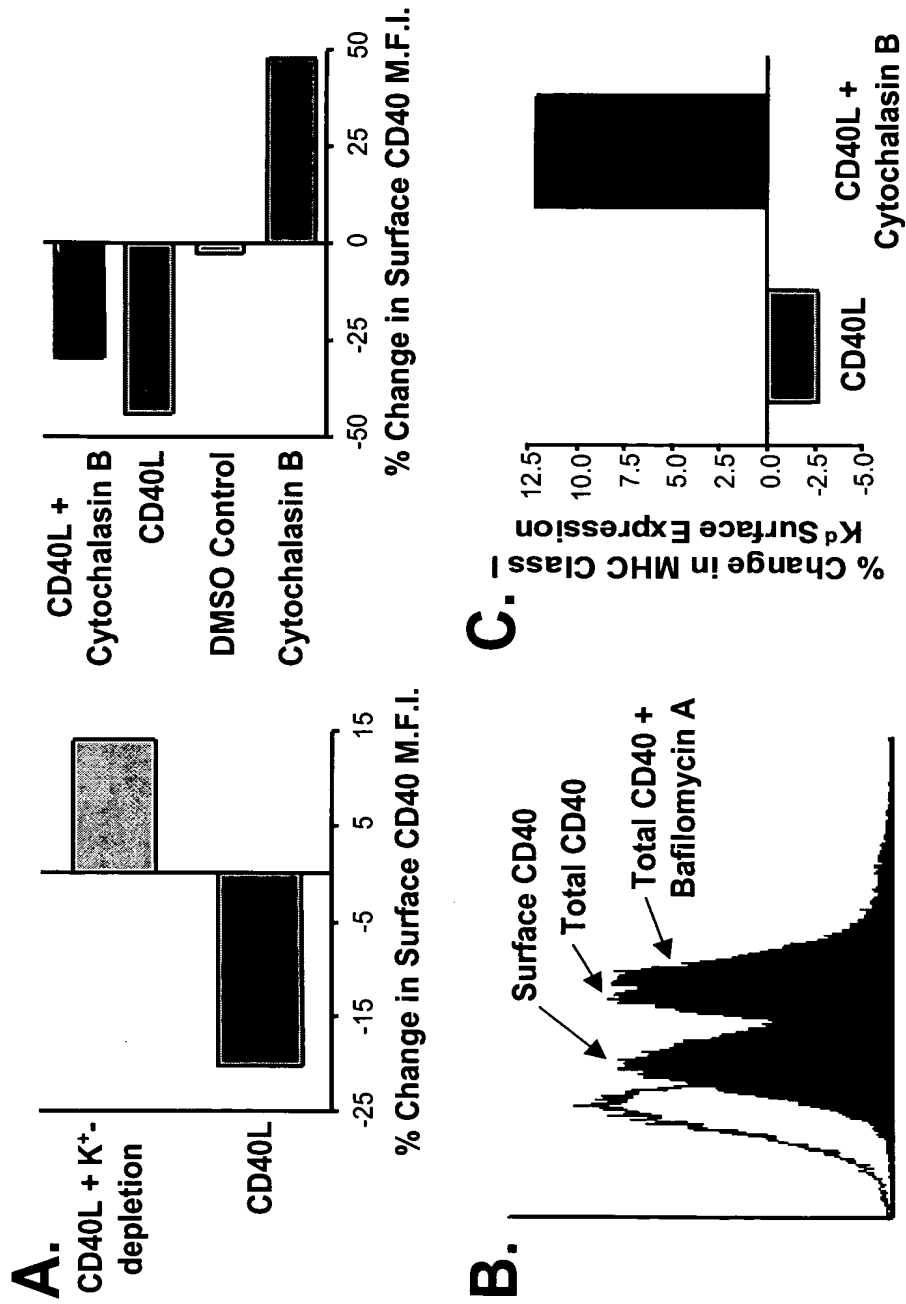 A.
CD40L + K+-
depletion
CD40L
-25 -15 -5 5 15
% Change in Surface CD40 M.F.I.
CD40L +
Cytochalasin B
CD40L
DMSO Control
Cytochalasin B
-50 -25 0 25 50
% Change in Surface CD40 M.F.I.
B.
Surface CD40
Total CD40
Total CD40 +
Bafilomycin A
C.
% Change in MHC Class I
Kd Surface Expression
12.5
10.0
7.5
5.0
2.5
0.0
-2.5
-5.0
CD40L
CD40L +
Cytochalasin B